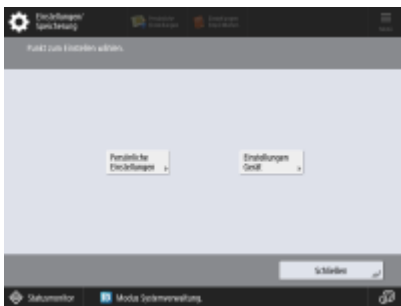 Einstellungen/
Speicherung
Punkt zum Einstellen wählen.
Persönliche
Einstellungen
Einstellungen
Gerät
Schließen
Statusmonitor
Modus Systemverwaltung.